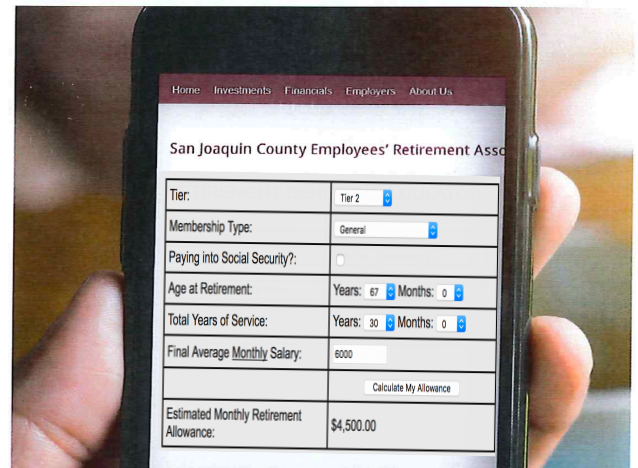 Home Investments Financials Employers About Us
San Joaquin County Employees' Retirement Asso
Tier: Tier 2
Membership Type: General
Paying into Social Security?:
Age at Retirement: Years: 67 Months: 0
Total Years of Service: Years: 30 Months: 0
Final Average Monthly Salary: 6000
Calculate My Allowance
Estimated Monthly Retirement
Allowance: $4,500.00